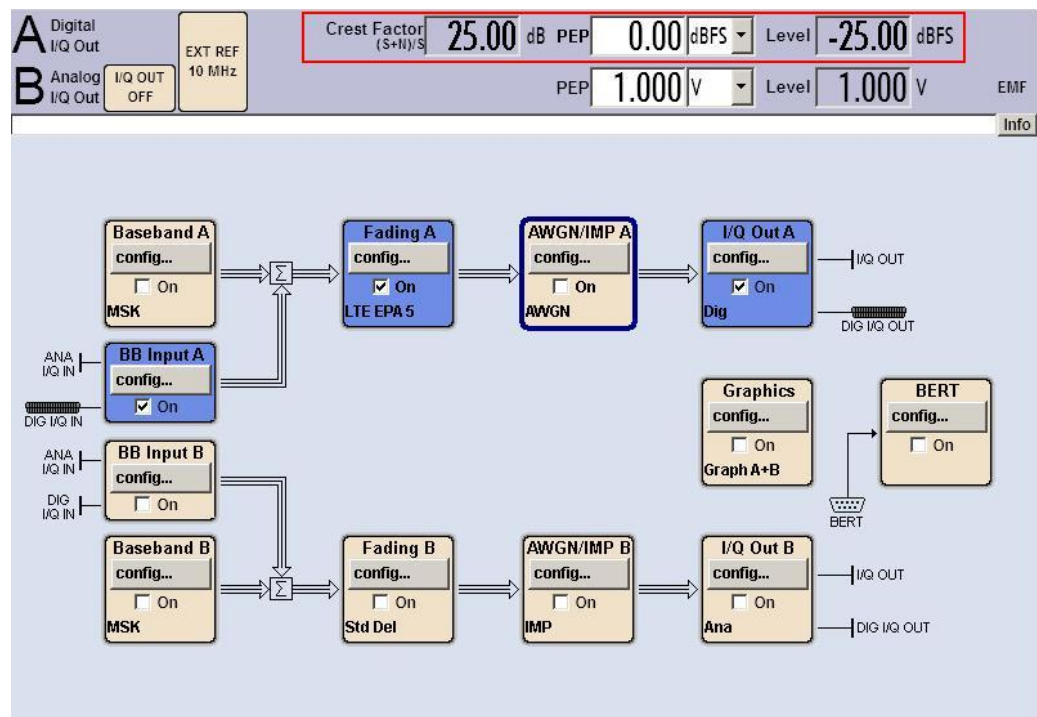 A Digital I/Q Out
EXT REF 10 MHz
Crest Factor (S+N)/S 25.00 dB PEP 0.00 dBFS Level -25.00 dBFS
B Analog I/Q Out
I/Q OUT OFF
PEP 1.000 V Level 1.000 V EMF
Info
Baseband A
config...
On
MSK
Σ
Fading A
config...
On
LTE EPA 5
AWGN/IMP A
config...
On
AWGN
I/Q Out A
config...
On
Dig
I/Q OUT
DIG I/Q OUT
ANA I/Q IN
DIG I/Q IN
BB Input A
config...
On
Graphics
config...
On
Graph A+B
BERT
config...
On
BERT
ANA I/Q IN
DIG I/Q IN
BB Input B
config...
On
Baseband B
config...
On
MSK
Σ
Fading B
config...
On
Std Del
AWGN/IMP B
config...
On
IMP
I/Q Out B
config...
On
Ana
I/Q OUT
DIG I/Q OUT